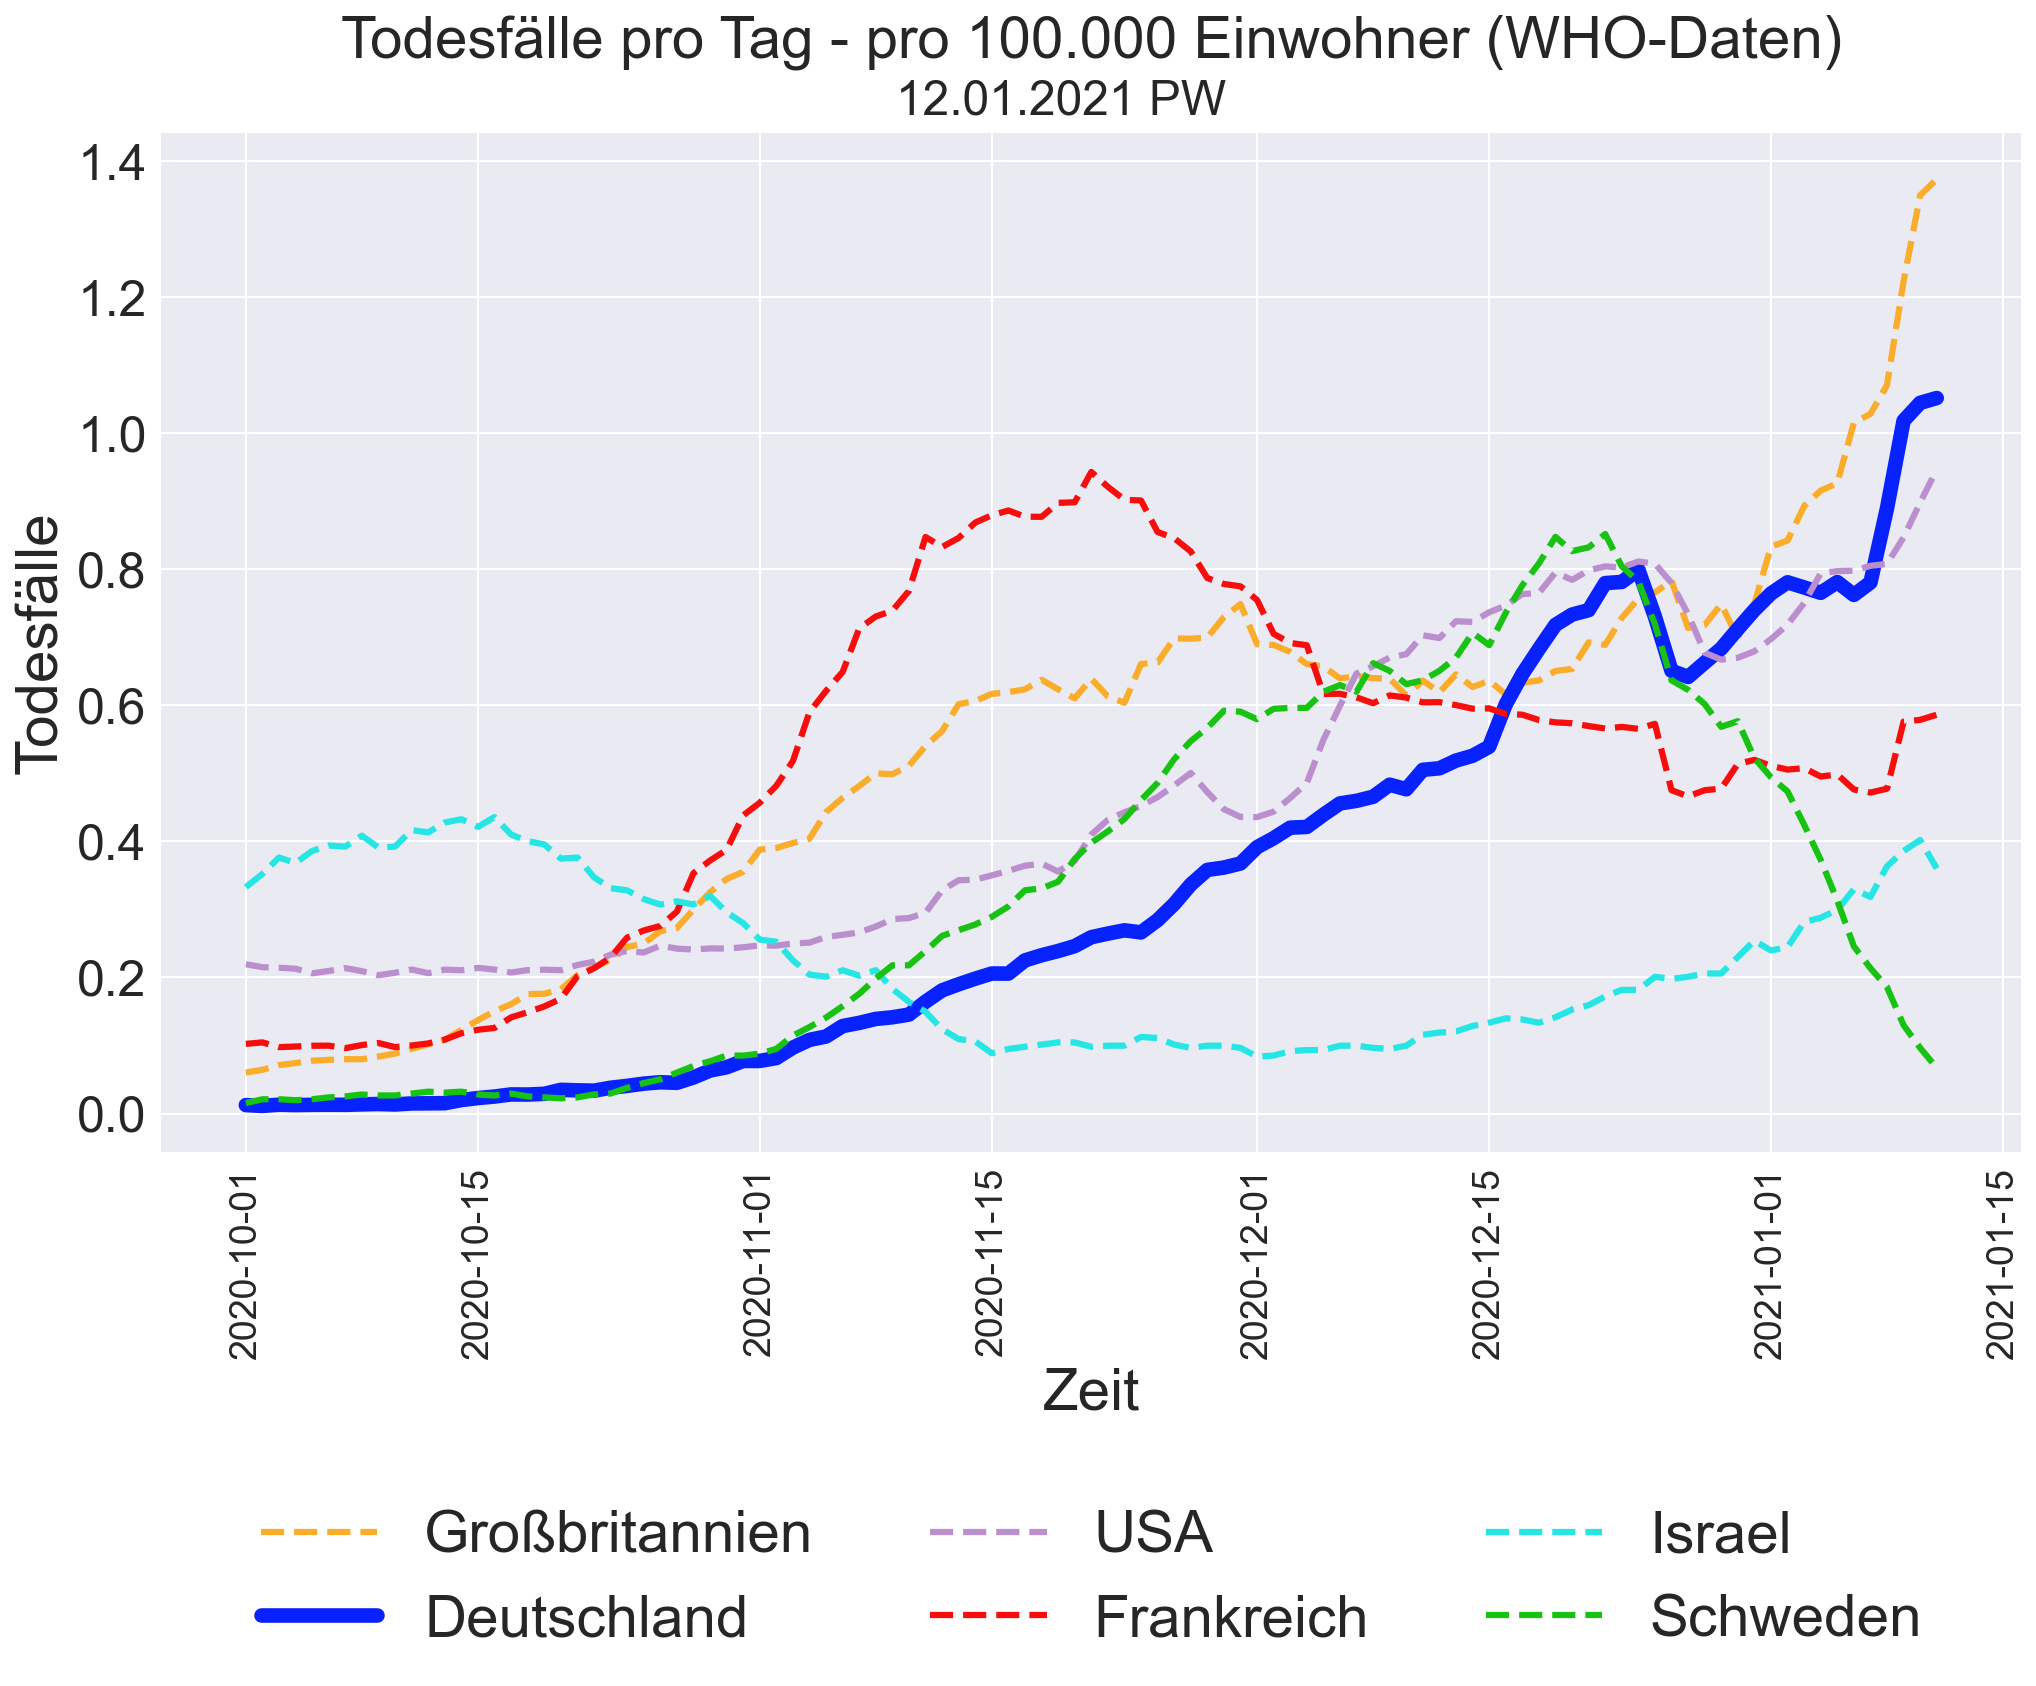 Todesfälle pro Tag - pro 100.000 Einwohner (WHO-Daten)
12.01.2021 PW
Todesfälle
1.4
1.2
1.0
0.8
0.6
0.4
0.2
0.0
2020-10-01
2020-10-15
2020-11-01
2020-11-15
2020-12-01
2020-12-15
2021-01-01
2021-01-15
Zeit
Großbritannien USA Israel
Deutschland Frankreich Schweden